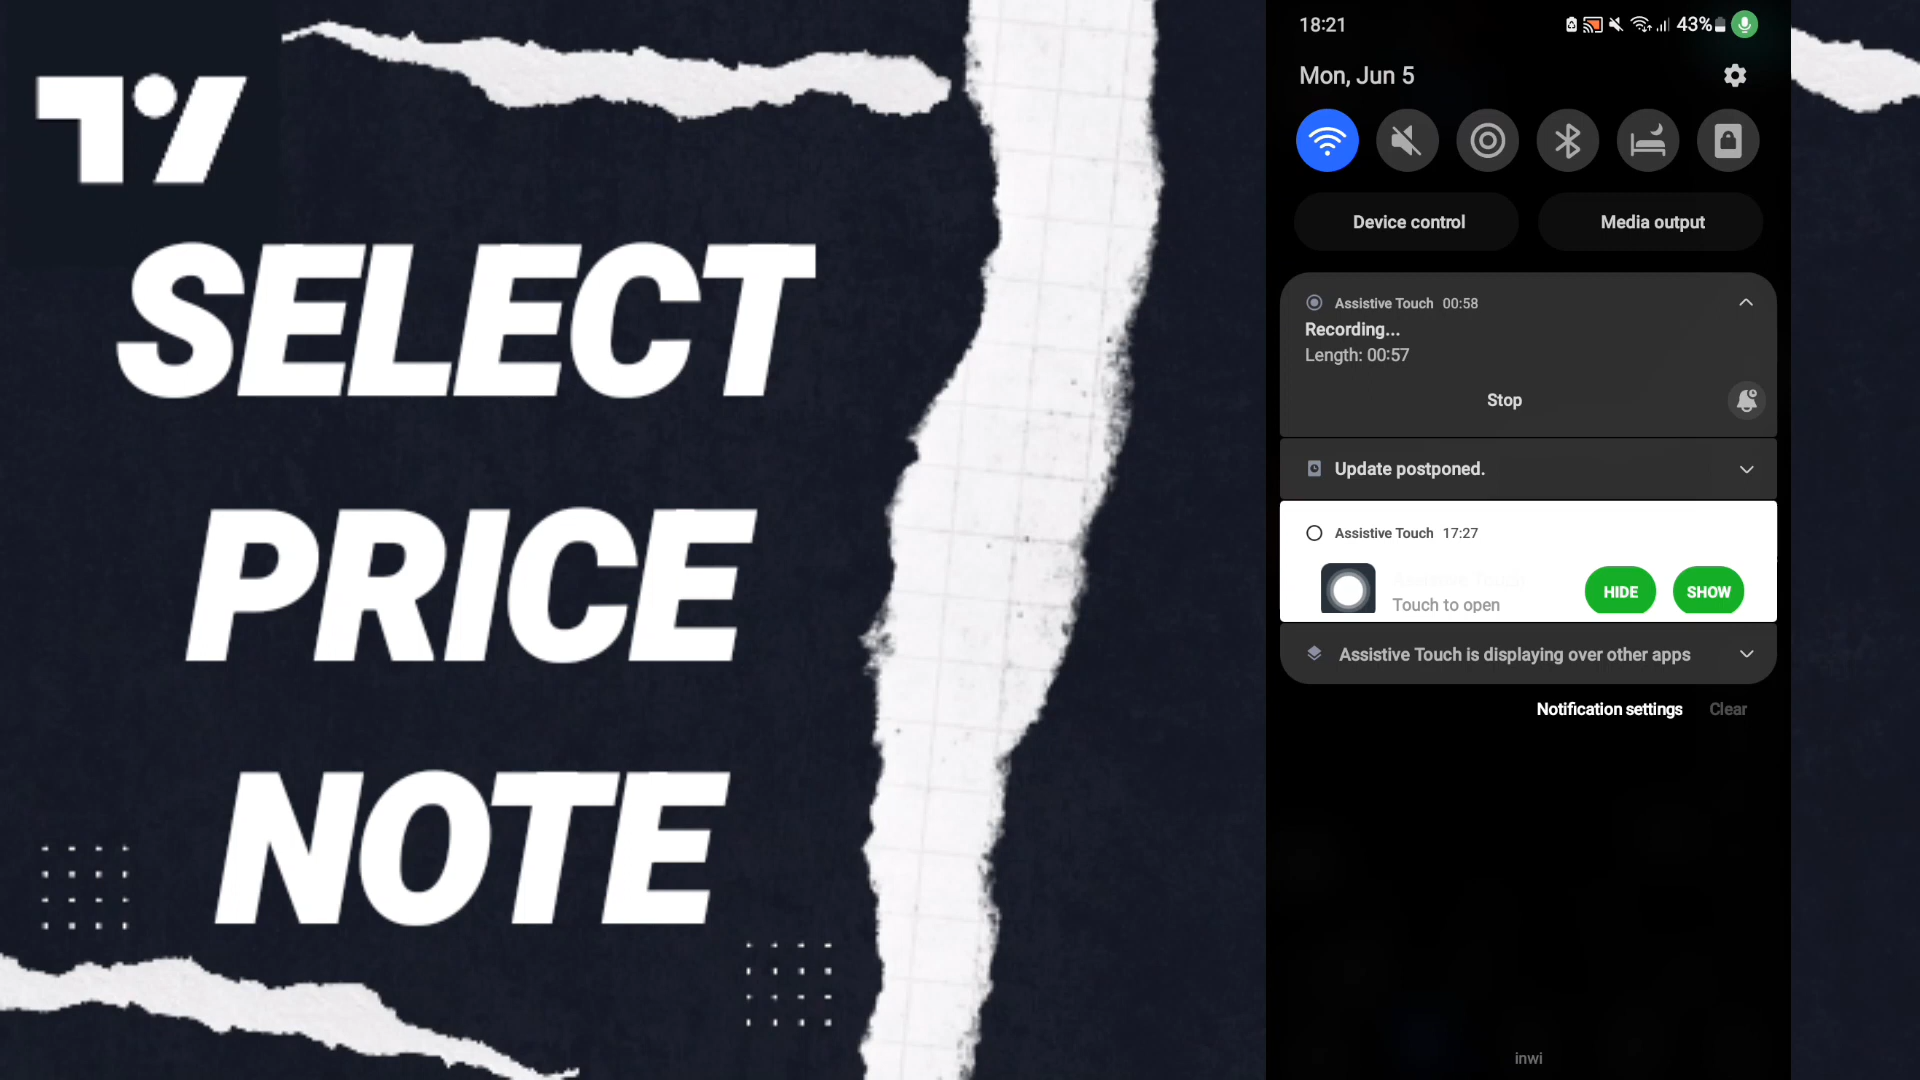 SELECT
PRICE
NOTE
18:21
43%
Mon, Jun 5
Device control
Media output
Assistive Touch 00:58
Recording...
Length: 00:57
Stop
Update postponed.
Assistive Touch 17:27
Assistive Touch
Touch to open
HIDE
SHOW
Assistive Touch is displaying over other apps
Notification settings
Clear
inwi